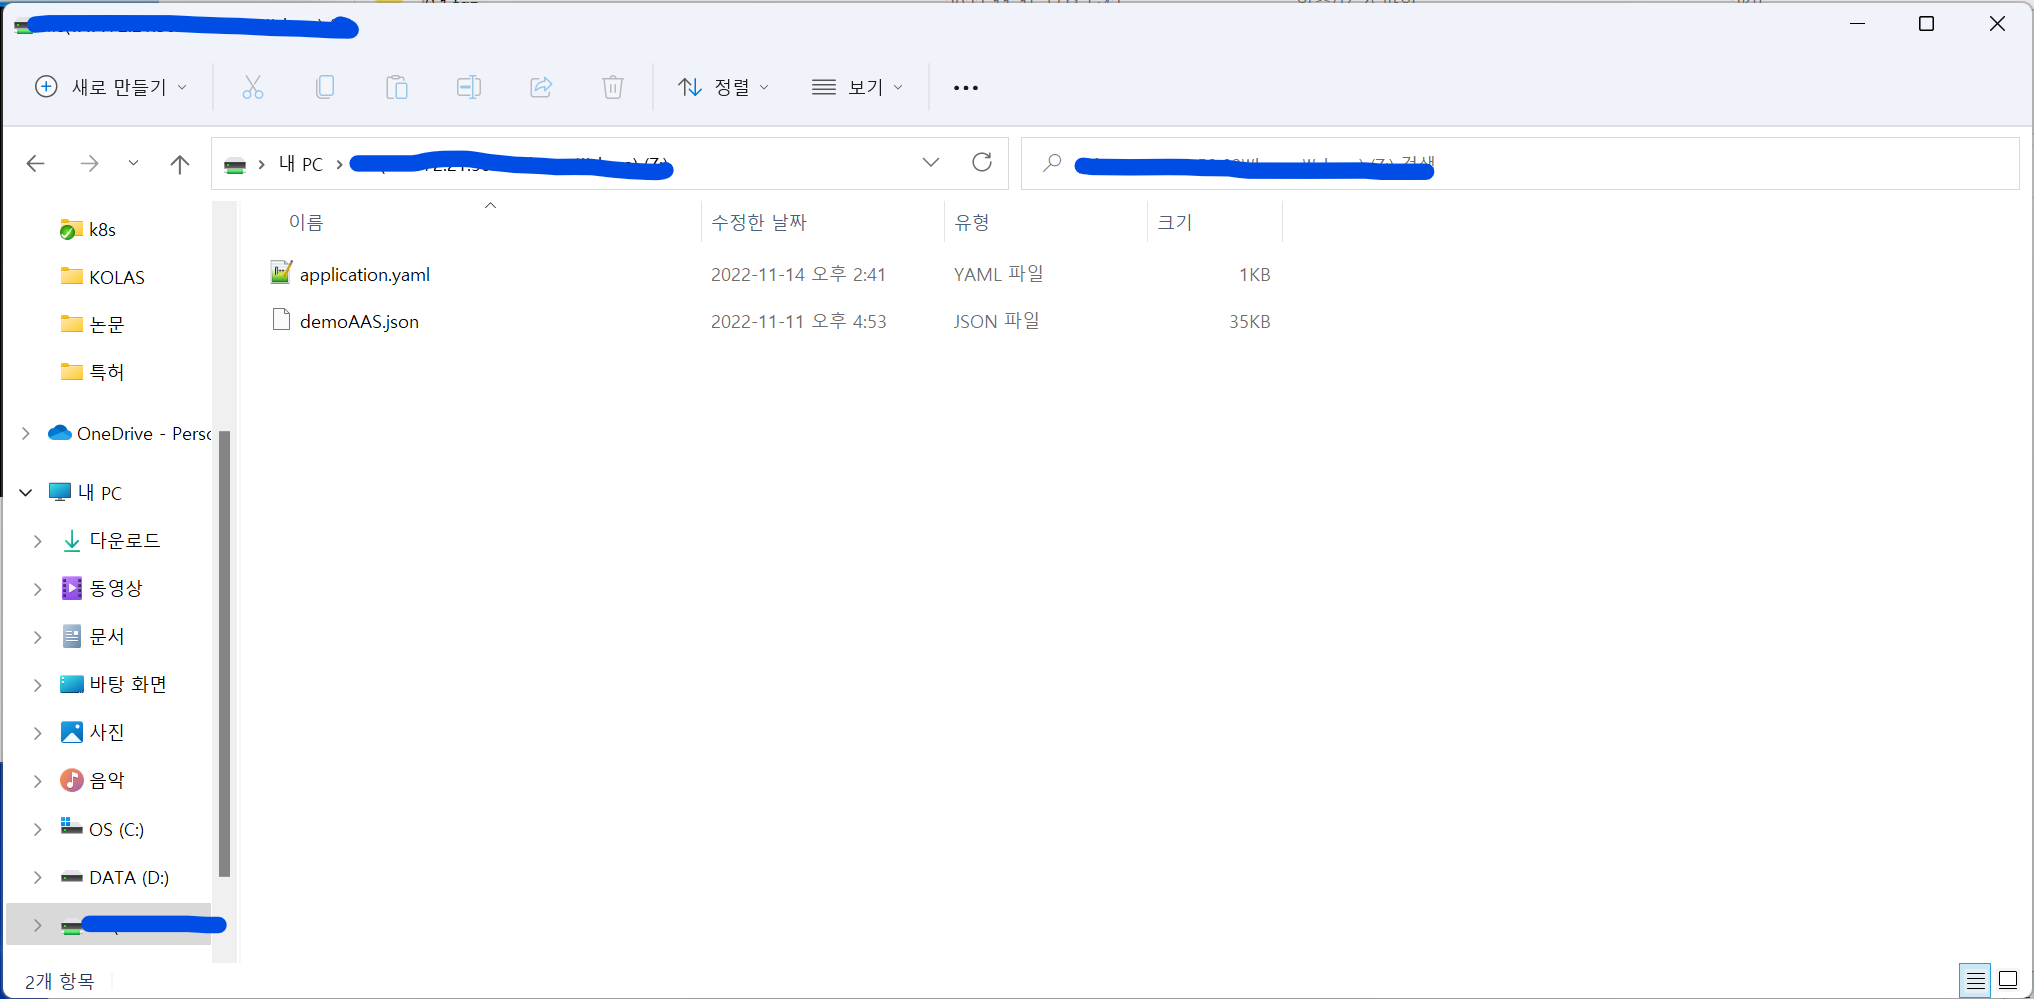 새로 만들기
정렬
보기
내 PC
(Z:)
이름
수정한 날짜
유형
크기
application.yaml
2022-11-14 오후 2:41
YAML 파일
1KB
demoAAS.json
2022-11-11 오후 4:53
JSON 파일
35KB
k8s
KOLAS
논문
특허
OneDrive - Perso
내 PC
다운로드
동영상
문서
바탕 화면
사진
음악
OS (C:)
DATA (D:)
2개 항목